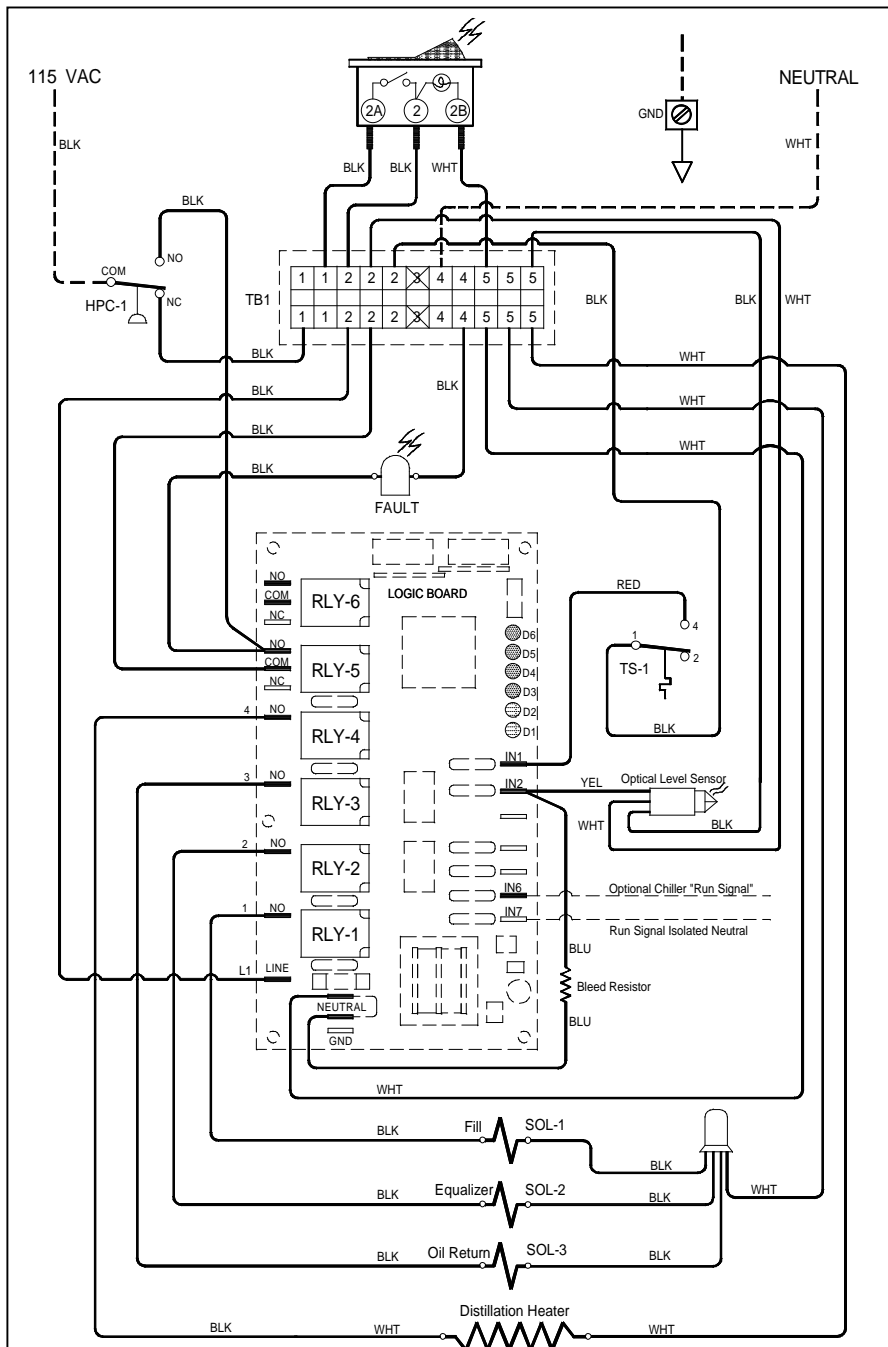 115 VAC
NEUTRAL
2A 2 2B
GND
BLK
WHT
BLK BLK WHT
BLK
NO
COM
NC
HPC-1
TB1
1 1 2 2 2 3 4 4 5 5 5
1 1 2 2 2 3 4 4 5 5 5
BLK BLK WHT
BLK WHT
BLK BLK WHT
BLK WHT
BLK
FAULT
LOGIC BOARD
NO
COM
NC
RLY-6
NO
COM
NC
RLY-5
D6
D5
D4
D3
D2
D1
RED
4
1
2
TS-1
BLK
4 NO
RLY-4
3 NO
RLY-3
2 NO
RLY-2
1 NO
RLY-1
L1 LINE
NEUTRAL
GND
IN1
IN2
YEL
Optical Level Sensor
WHT BLK
IN6
Optional Chiller "Run Signal"
IN7
Run Signal Isolated Neutral
BLU
Bleed Resistor
BLU
WHT
BLK Fill SOL-1 BLK
WHT
BLK Equalizer SOL-2 BLK
BLK Oil Return SOL-3 BLK
Distillation Heater
BLK WHT WHT